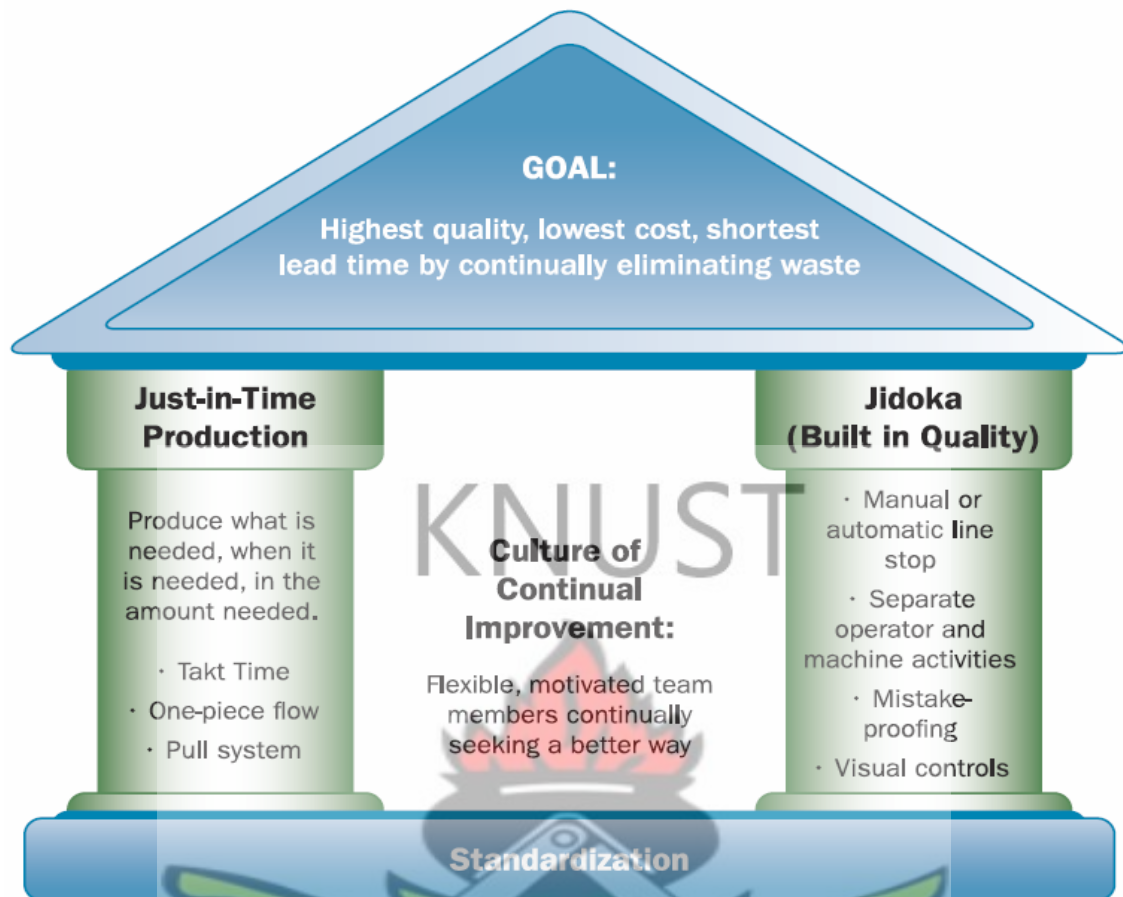 GOAL:
Highest quality, lowest cost, shortest
lead time by continually eliminating waste
Just-in-Time
Production
Produce what is
needed, when it
is needed, in the
amount needed.
· Takt Time
· One-piece flow
· Pull system
KNUST
Culture of
Continual
Improvement:
Flexible, motivated team
members continually
seeking a better way
Jidoka
(Built in Quality)
· Manual or
automatic line
stop
· Separate
operator and
machine activities
· Mistake-
proofing
· Visual controls
Standardization